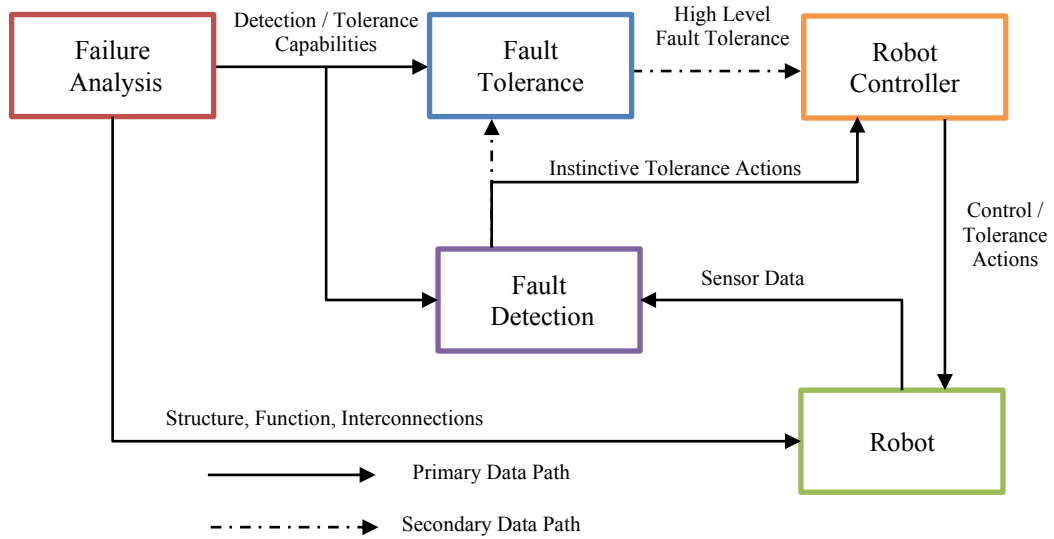 Failure
Analysis
Detection / Tolerance
Capabilities
Fault
Tolerance
High Level
Fault Tolerance
Robot
Controller
Instinctive Tolerance Actions
Control /
Tolerance
Actions
Fault
Detection
Sensor Data
Structure, Function, Interconnections
Robot
Primary Data Path
Secondary Data Path